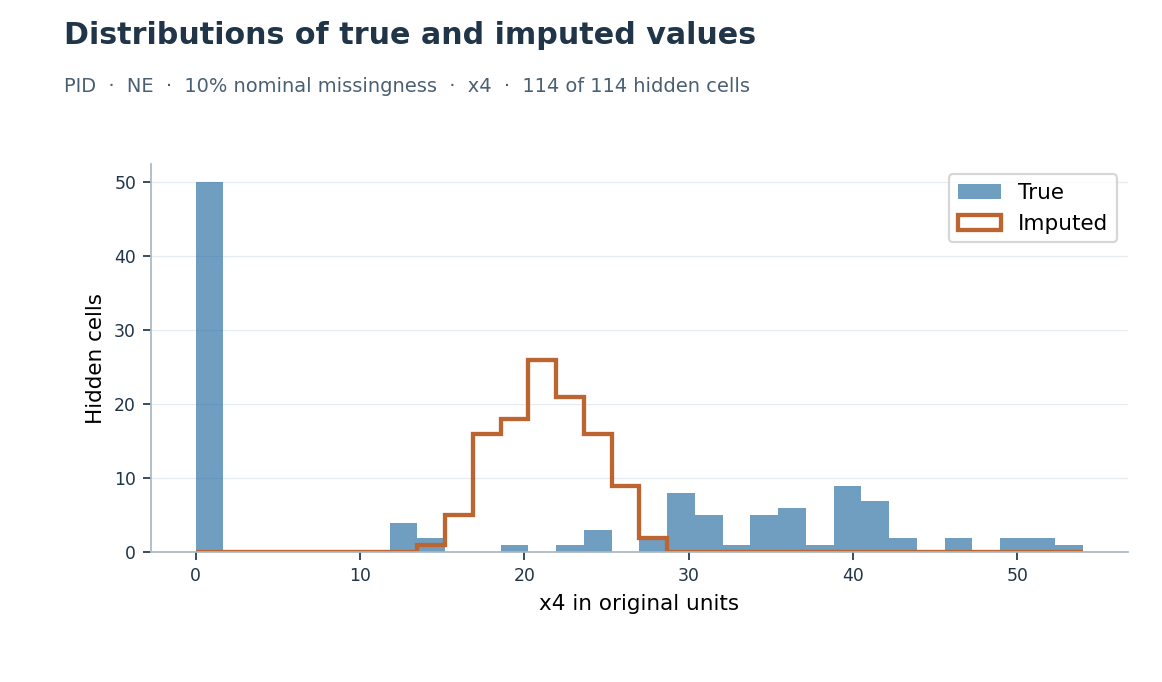 Distributions of true and imputed values
PID · NE · 10% nominal missingness · x4 · 114 of 114 hidden cells
True
Imputed
Hidden cells
50
40
30
20
10
0
0 10 20 30 40 50
x4 in original units